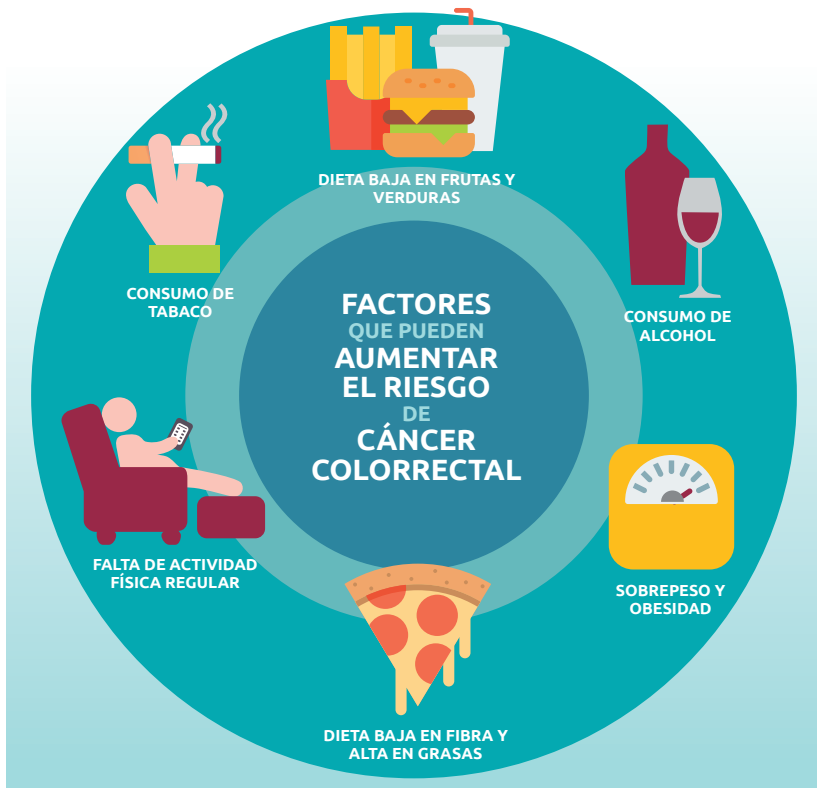 DIETA BAJA EN FRUTAS Y
VERDURAS
CONSUMO DE
TABACO
CONSUMO DE
ALCOHOL
FACTORES
QUE PUEDEN
AUMENTAR
EL RIESGO
DE
CÁNCER
COLORRECTAL
FALTA DE ACTIVIDAD
FÍSICA REGULAR
SOBREPESO Y
OBESIDAD
DIETA BAJA EN FIBRA Y
ALTA EN GRASAS